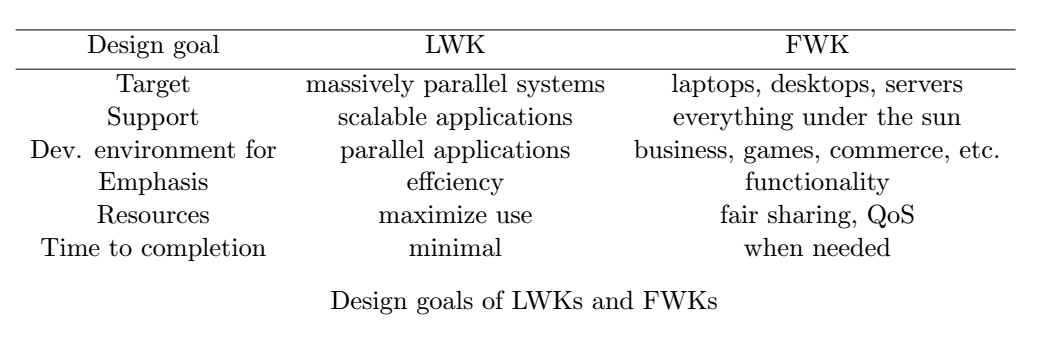 Design goal LWK FWK
Target massively parallel systems laptops, desktops, servers
Support scalable applications everything under the sun
Dev. environment for parallel applications business, games, commerce, etc.
Emphasis effciency functionality
Resources maximize use fair sharing, QoS
Time to completion minimal when needed
Design goals of LWKs and FWKs